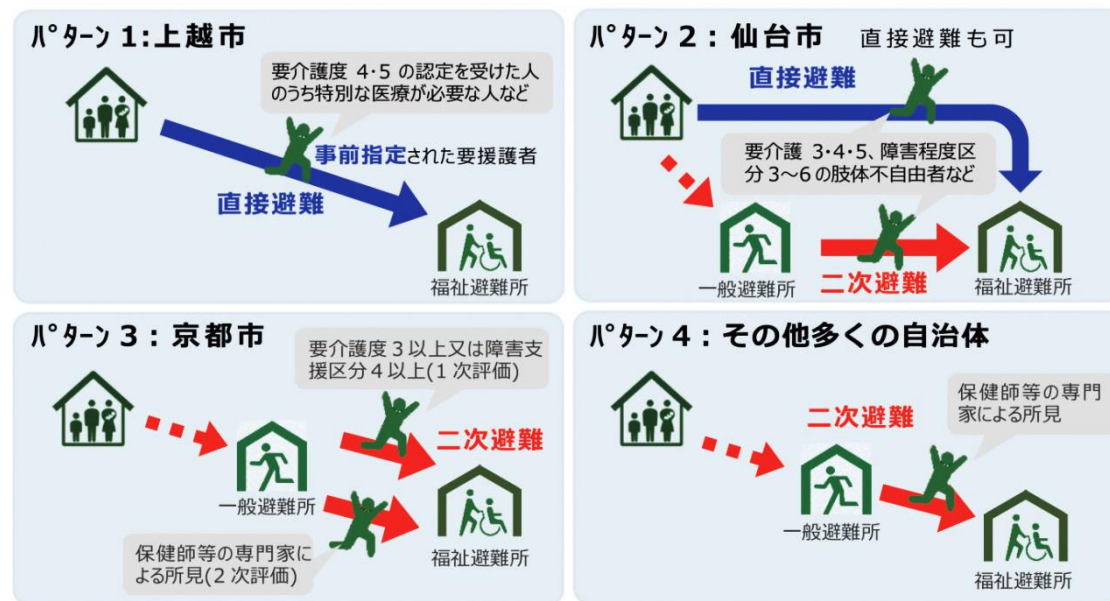 パターン 1:上越市
要介護度 4・5 の認定を受けた人
のうち特別な医療が必要な人など
事前指定された要援護者
直接避難
福祉避難所
パターン 2：仙台市　直接避難も可
直接避難
要介護 3・4・5、障害程度区
分 3～6 の肢体不自由者など
一般避難所
二次避難
福祉避難所
パターン 3：京都市
要介護度 3 以上又は障害支
援区分 4 以上(1 次評価)
二次避難
一般避難所
福祉避難所
保健師等の専門家に
よる所見(2 次評価)
パターン 4：その他多くの自治体
保健師等の専門
家による所見
二次避難
一般避難所
福祉避難所